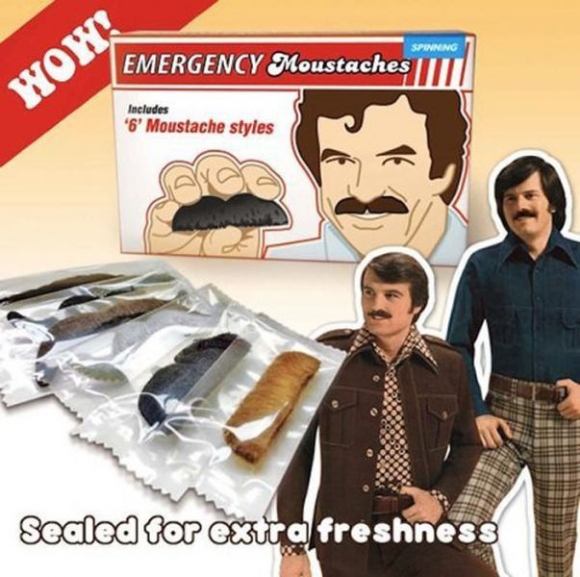 WOW!
SPINNING
EMERGENCY Moustaches
Includes
'6' Moustache styles
Sealed for extra freshness